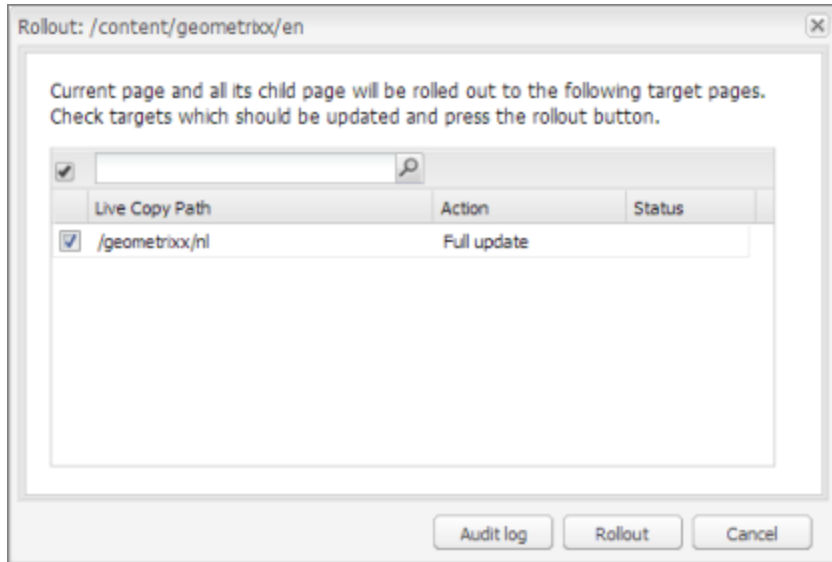 Rollout: /content/geometrixx/en
Current page and all its child page will be rolled out to the following target pages.
Check targets which should be updated and press the rollout button.
Live Copy Path Action Status
/geometrixx/nl Full update
Audit log Rollout Cancel